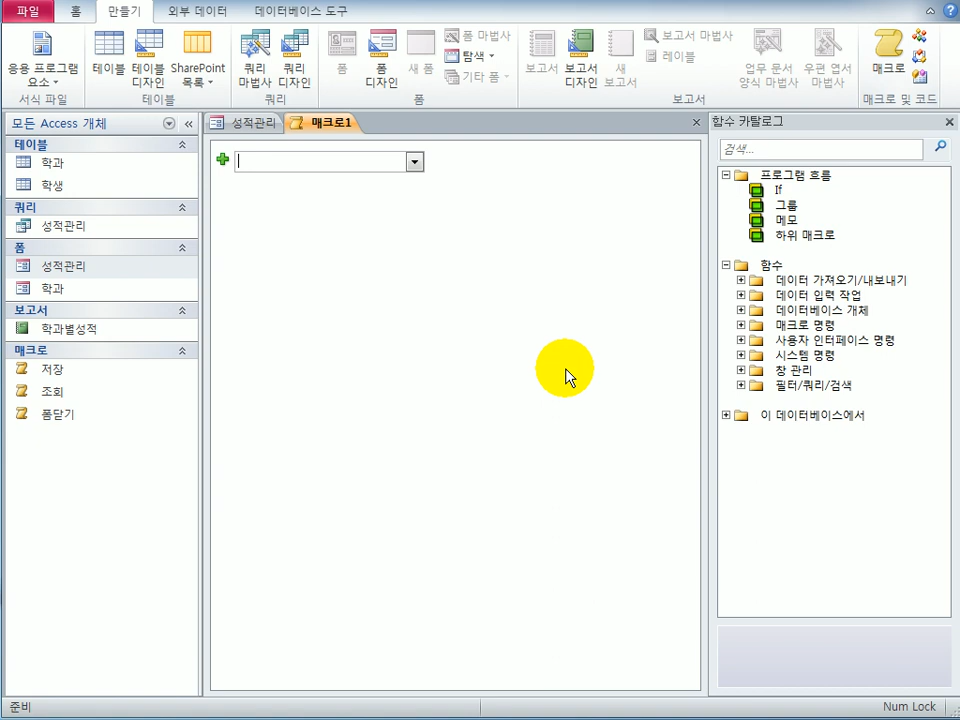 파일 홈 만들기 외부 데이터 데이터베이스 도구
응용 프로그램 요소
서식 파일
테이블
테이블 디자인
SharePoint 목록
테이블
쿼리 마법사
쿼리 디자인
쿼리
폼
폼 디자인
새 폼
폼 마법사
탐색
기타 폼
폼
보고서
보고서 디자인
새 보고서
보고서 마법사
레이블
업무 문서 양식 마법사
우편 엽서 마법사
보고서
매크로
매크로 및 코드
모든 Access 개체
테이블
학과
학생
쿼리
성적관리
폼
성적관리
학과
보고서
학과별성적
매크로
저장
조회
폼닫기
성적관리 매크로1
함수 카탈로그
검색...
프로그램 흐름
If
그룹
메모
하위 매크로
함수
데이터 가져오기/내보내기
데이터 입력 작업
데이터베이스 개체
매크로 명령
사용자 인터페이스 명령
시스템 명령
창 관리
필터/쿼리/검색
이 데이터베이스에서
준비
Num Lock